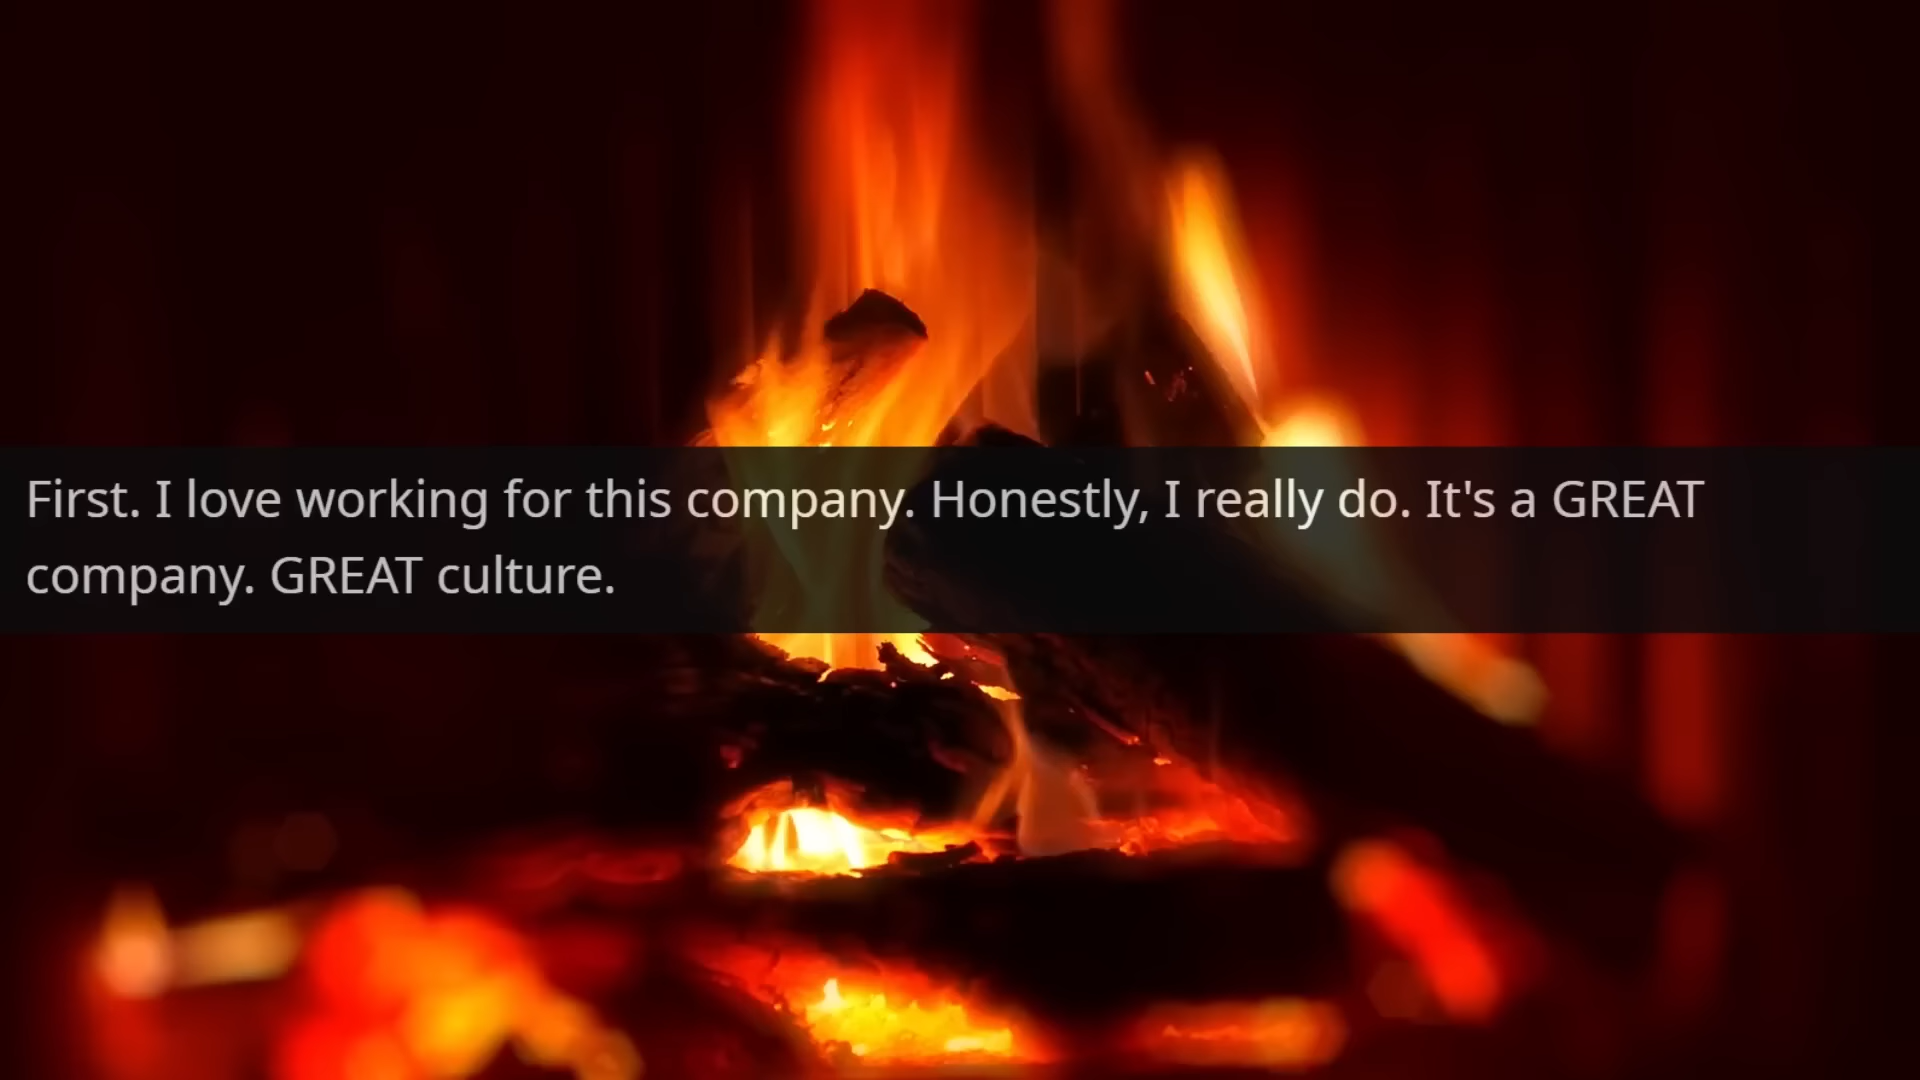 First. I love working for this company. Honestly, I really do. It's a GREAT
company. GREAT culture.